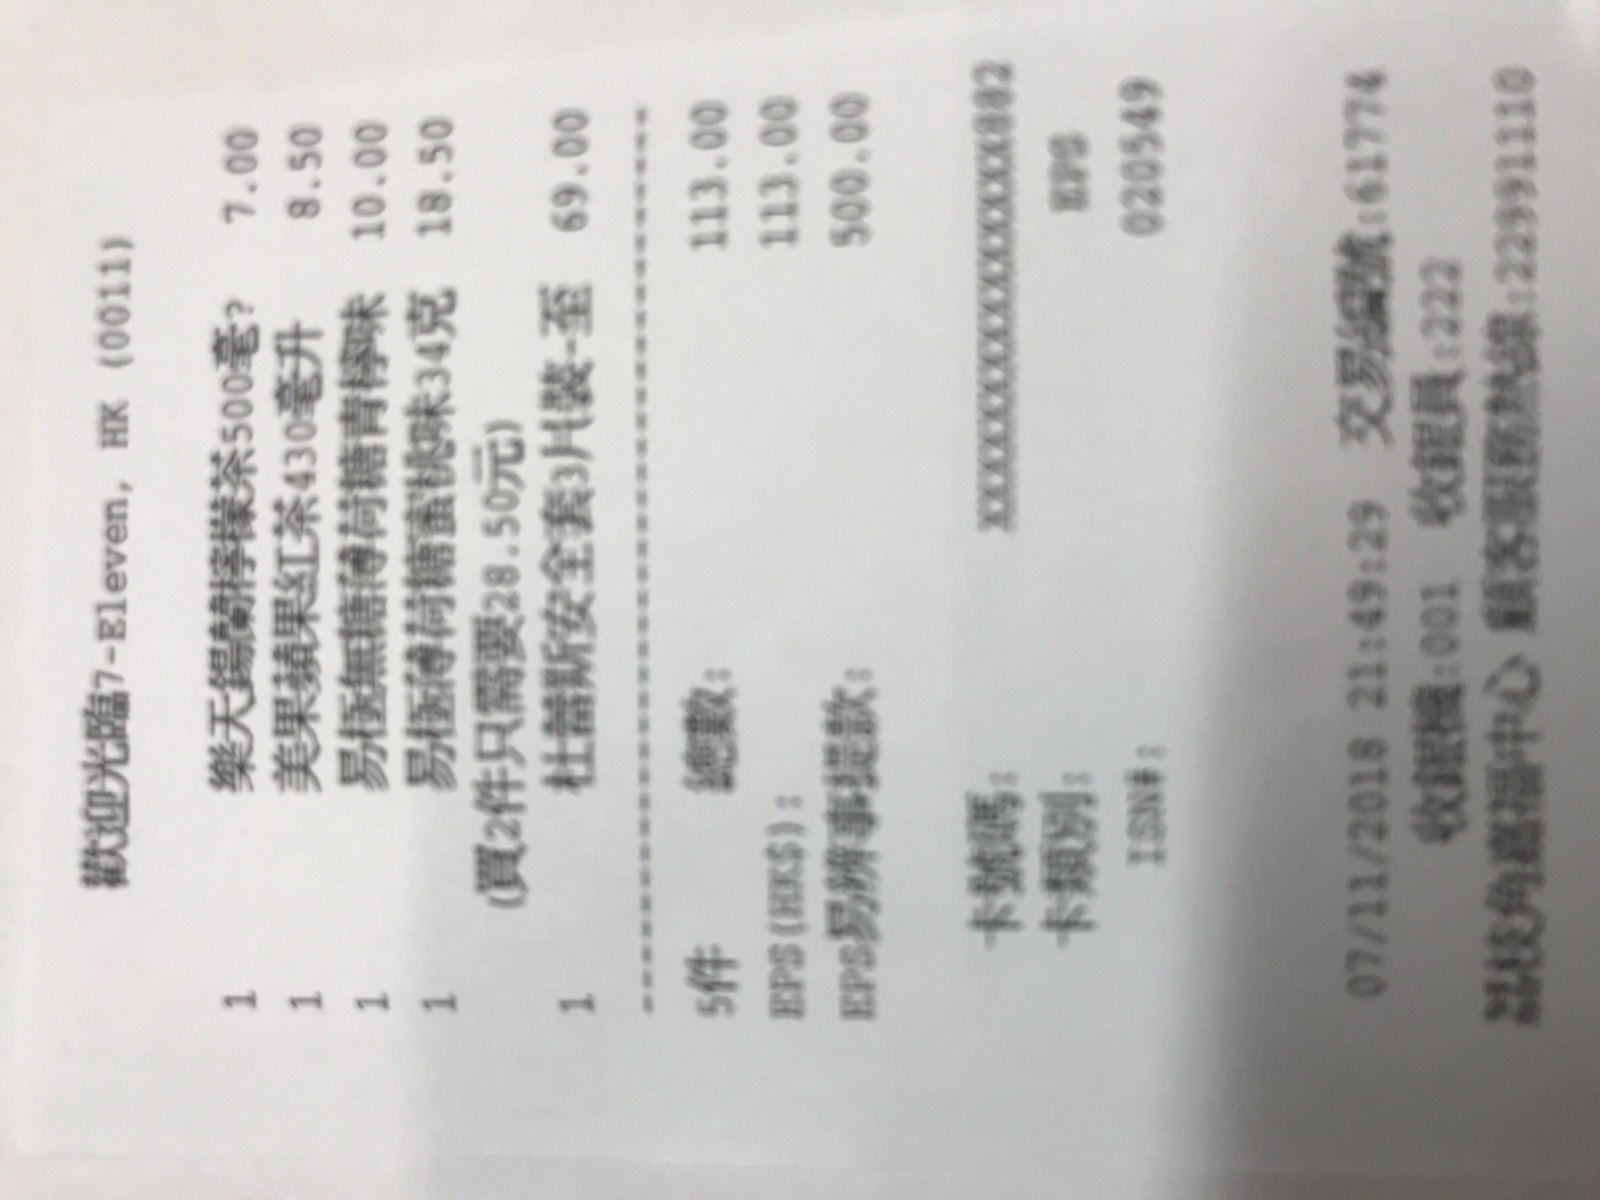 歡迎光臨7-Eleven, HK (0011)
1 樂天錫蘭檸檬茶500毫? 7.00
1 美果蘋果紅茶430毫升 8.50
1 易極無糖薄荷糖青檸味 10.00
1 易極薄荷糖蜜桃味34克 18.50
(買2件只需要28.50元)
1 杜蕾斯安全套3片裝-至 69.00
--------------------------------------
5件 總數: 113.00
EPS(HK$): 113.00
EPS易辨事提款: 500.00
卡號碼: XXXXXXXXXXXXXXXX882
卡類別: EPS
ISN#: 020549
07/11/2018 21:49:29 交易編號:61774
收銀機:001 收銀員:222
荔枝角嘉福中心 顧客服務熱線:22991110